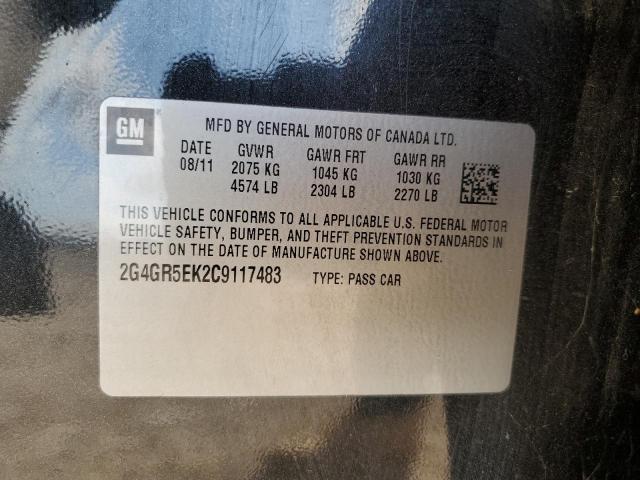 GM
MFD BY GENERAL MOTORS OF CANADA LTD.
DATE GVWR GAWR FRT GAWR RR
08/11 2075 KG 1045 KG 1030 KG
4574 LB 2304 LB 2270 LB
THIS VEHICLE CONFORMS TO ALL APPLICABLE U.S. FEDERAL MOTOR
VEHICLE SAFETY, BUMPER, AND THEFT PREVENTION STANDARDS IN
EFFECT ON THE DATE OF MANUFACTURE SHOWN ABOVE.
2G4GR5EK2C9117483 TYPE: PASS CAR